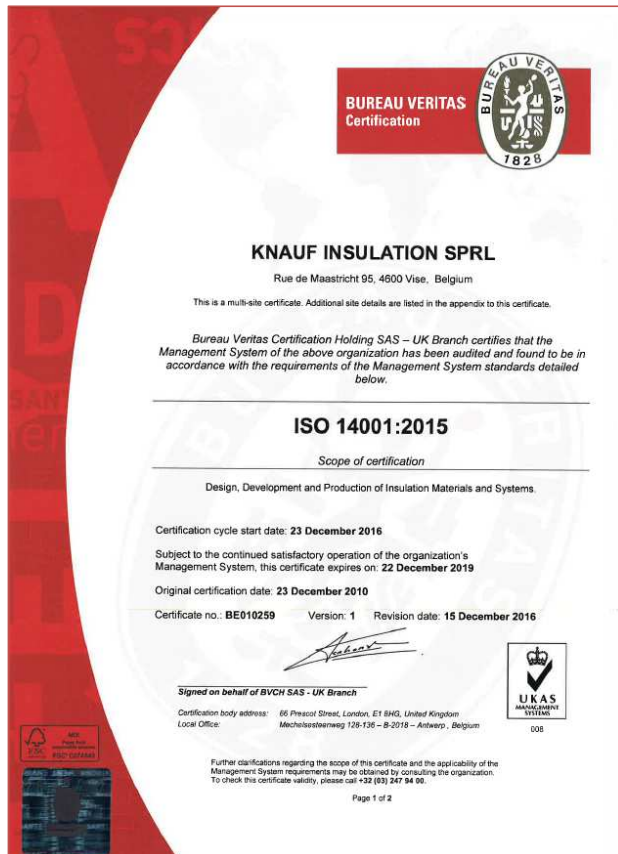 BUREAU VERITAS
Certification
BUREAU VERITAS
1828
KNAUF INSULATION SPRL
Rue de Maastricht 95, 4600 Vise, Belgium
This is a multi-site certificate. Additional site details are listed in the appendix to this certificate.
Bureau Veritas Certification Holding SAS – UK Branch certifies that the
Management System of the above organization has been audited and found to be in
accordance with the requirements of the Management System standards detailed
below.
ISO 14001:2015
Scope of certification
Design, Development and Production of Insulation Materials and Systems.
Certification cycle start date: 23 December 2016
Subject to the continued satisfactory operation of the organization's
Management System, this certificate expires on: 22 December 2019
Original certification date: 23 December 2010
Certificate no.: BE010259 Version: 1 Revision date: 15 December 2016
Signed on behalf of BVCH SAS - UK Branch
Certification body address: 66 Prescot Street, London, E1 8HG, United Kingdom
Local Office: Mechelsesteenweg 128-136 – B-2018 – Antwerp, Belgium
UKAS
MANAGEMENT
SYSTEMS
008
Further clarifications regarding the scope of this certificate and the applicability of the
Management System requirements may be obtained by consulting the organization.
To check this certificate validity, please call +32 (03) 247 94 00.
Page 1 of 2
FSC
MIX